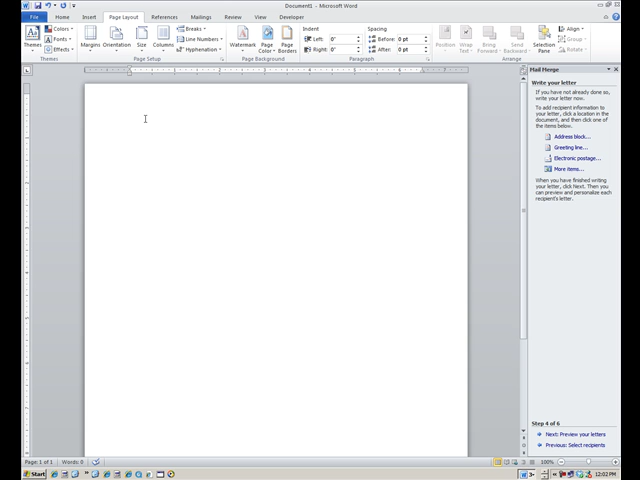 Document1 - Microsoft Word
File Home Insert Page Layout References Mailings Review View Developer
Themes
Colors
Fonts
Effects
Themes
Margins Orientation Size Columns
Breaks
Line Numbers
Hyphenation
Page Setup
Watermark Page Color Page Borders
Page Background
Indent
Left: 0"
Right: 0"
Spacing
Before: 0 pt
After: 0 pt
Paragraph
Position Wrap Text Bring Forward Send Backward Selection Pane
Align
Group
Rotate
Arrange
Mail Merge
Write your letter
If you have not already done so,
write your letter now.
To add recipient information to
your letter, click a location in the
document, and then click one of
the items below.
Address block...
Greeting line...
Electronic postage...
More items...
When you have finished writing
your letter, click Next. Then you
can preview and personalize each
recipient's letter.
Step 4 of 6
Next: Preview your letters
Previous: Select recipients
Page: 1 of 1 Words: 0
100%
Start
12:02 PM